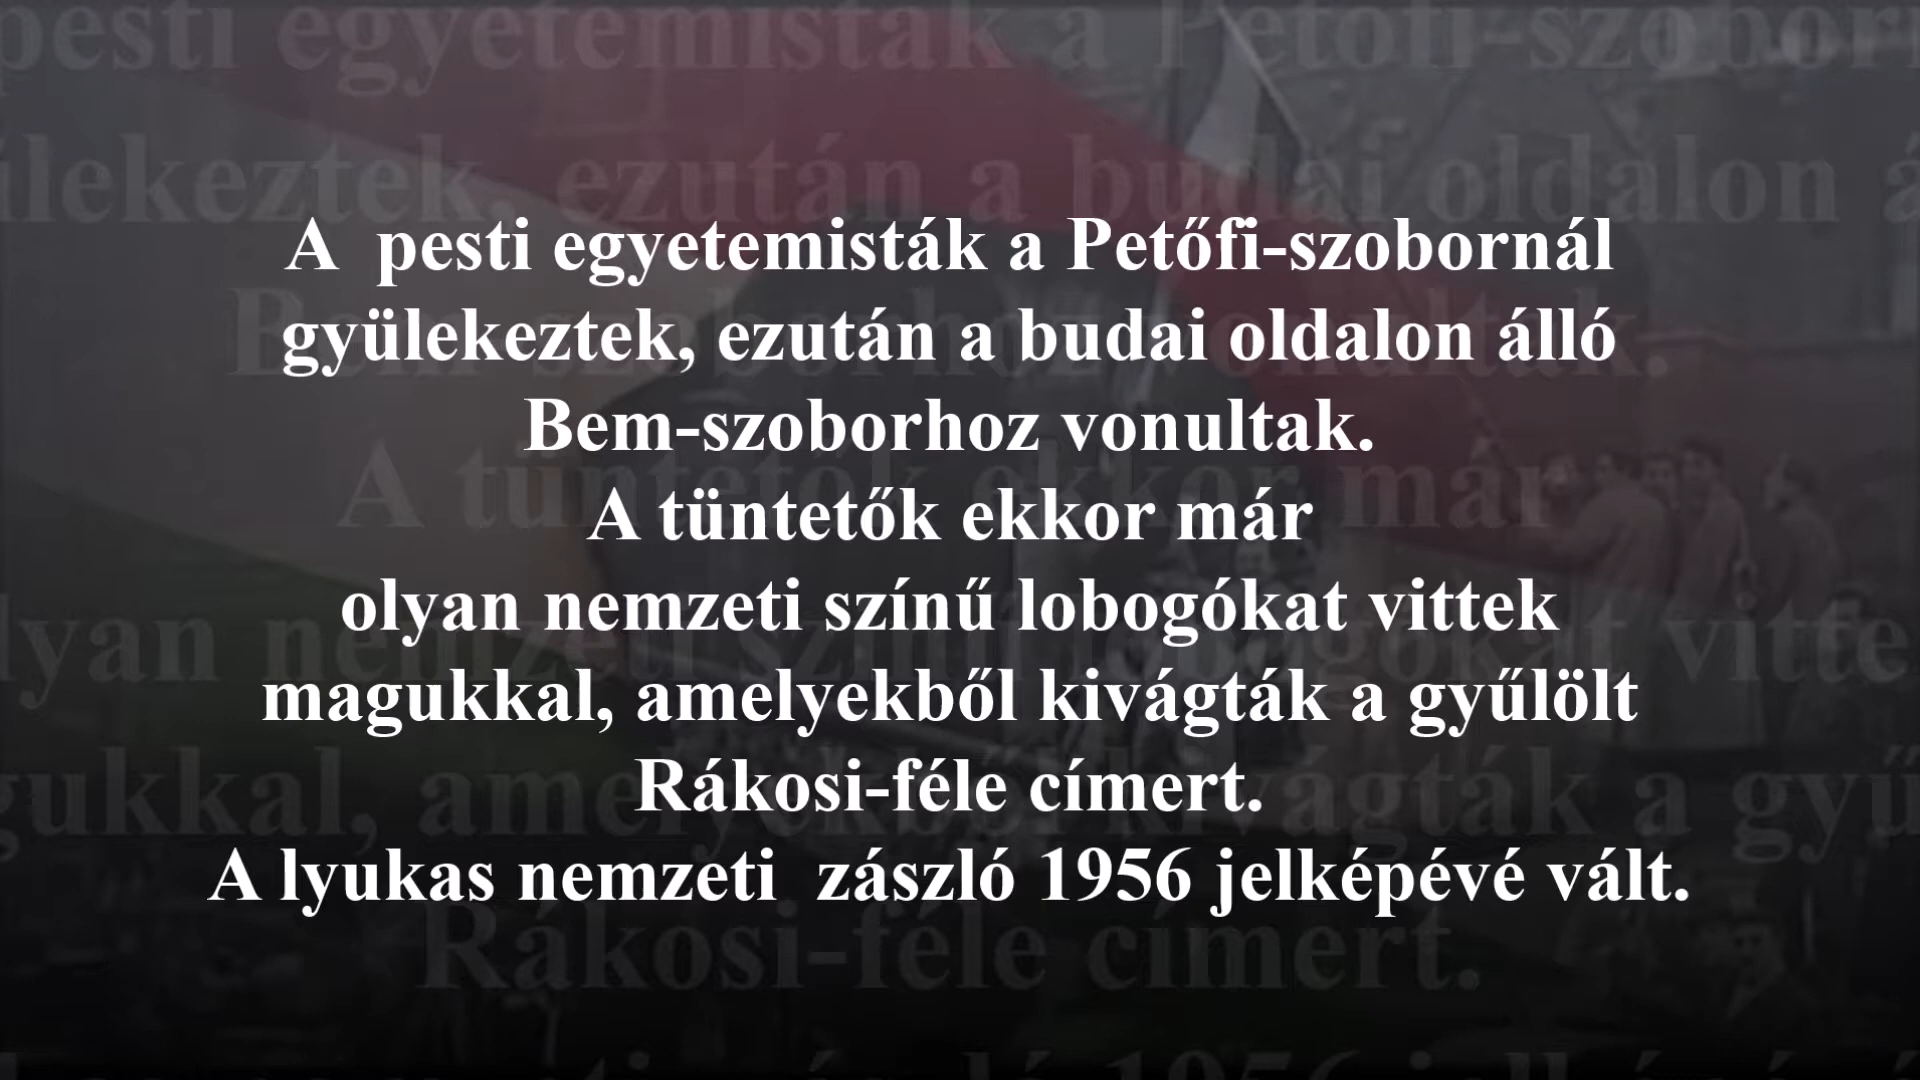 A pesti egyetemisták a Petőfi-szobornál
gyülekeztek, ezután a budai oldalon álló
Bem-szoborhoz vonultak.
A tüntetők ekkor már
olyan nemzeti színű lobogókat vittek
magukkal, amelyekből kivágták a gyűlölt
Rákosi-féle címert.
A lyukas nemzeti zászló 1956 jelképévé vált.